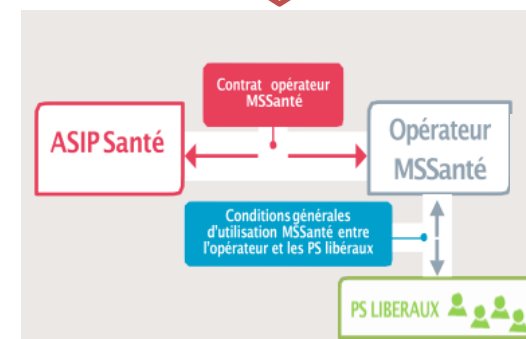 Contrat opérateur
MSSanté
ASIP Santé
Opérateur
MSSanté
Conditions générales
d'utilisation MSSanté entre
l'opérateur et les PS libéraux
PS LIBERAUX